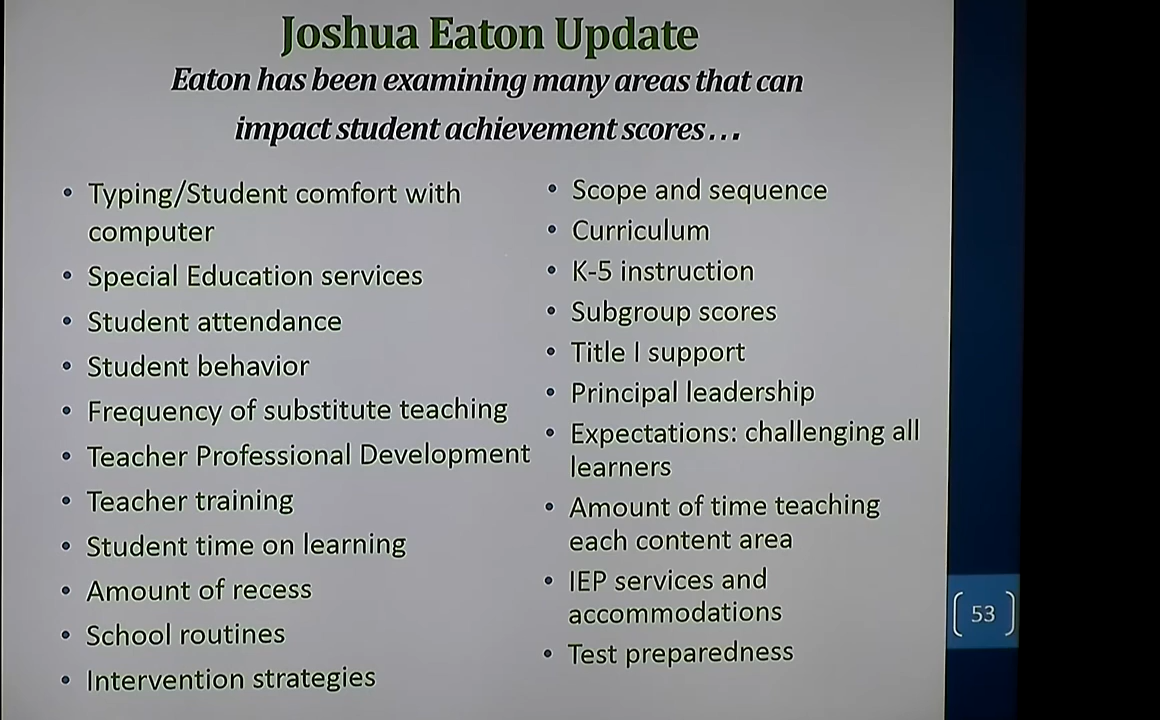 Joshua Eaton Update
Eaton has been examining many areas that can
impact student achievement scores...
• Typing/Student comfort with
computer
• Special Education services
• Student attendance
• Student behavior
• Frequency of substitute teaching
• Teacher Professional Development
• Teacher training
• Student time on learning
• Amount of recess
• School routines
• Intervention strategies
• Scope and sequence
• Curriculum
• K-5 instruction
• Subgroup scores
• Title I support
• Principal leadership
• Expectations: challenging all
learners
• Amount of time teaching
each content area
• IEP services and
accommodations
• Test preparedness
53